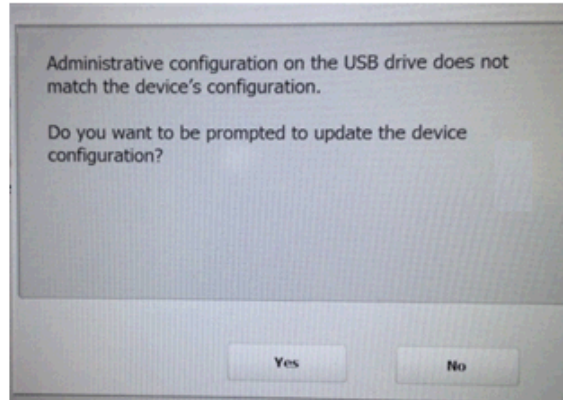 Administrative configuration on the USB drive does not
match the device's configuration.
Do you want to be prompted to update the device
configuration?
Yes
No